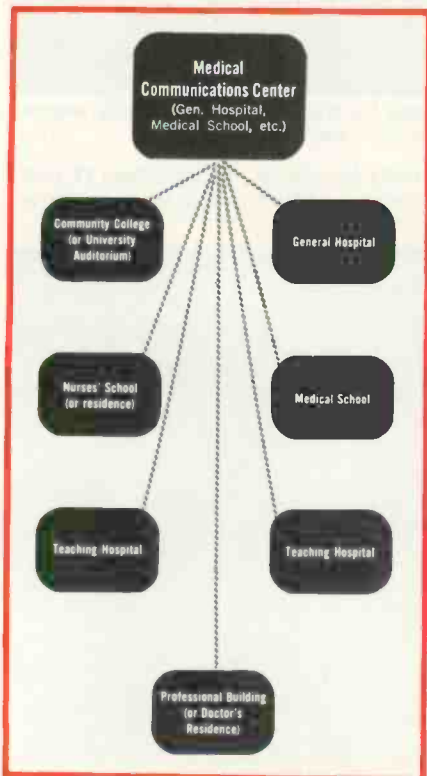 Medical
Communications Center
(Gen. Hospital,
Medical School, etc.)
Community College
(or University
Auditorium)
General Hospital
Nurses' School
(or residence)
Medical School
Teaching Hospital
Teaching Hospital
Professional Building
(or Doctor's
Residence)